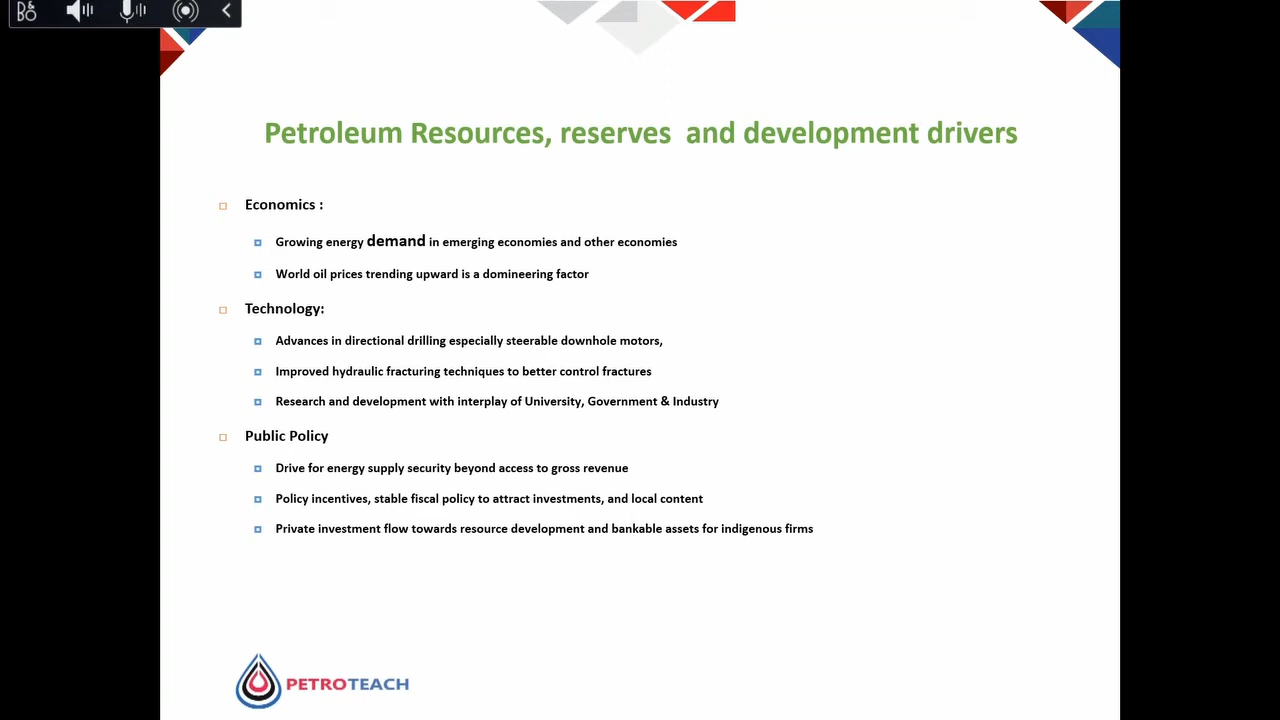 B&O
Petroleum Resources, reserves and development drivers
Economics :
Growing energy demand in emerging economies and other economies
World oil prices trending upward is a domineering factor
Technology:
Advances in directional drilling especially steerable downhole motors,
Improved hydraulic fracturing techniques to better control fractures
Research and development with interplay of University, Government & Industry
Public Policy
Drive for energy supply security beyond access to gross revenue
Policy incentives, stable fiscal policy to attract investments, and local content
Private investment flow towards resource development and bankable assets for indigenous firms
PETROTEACH